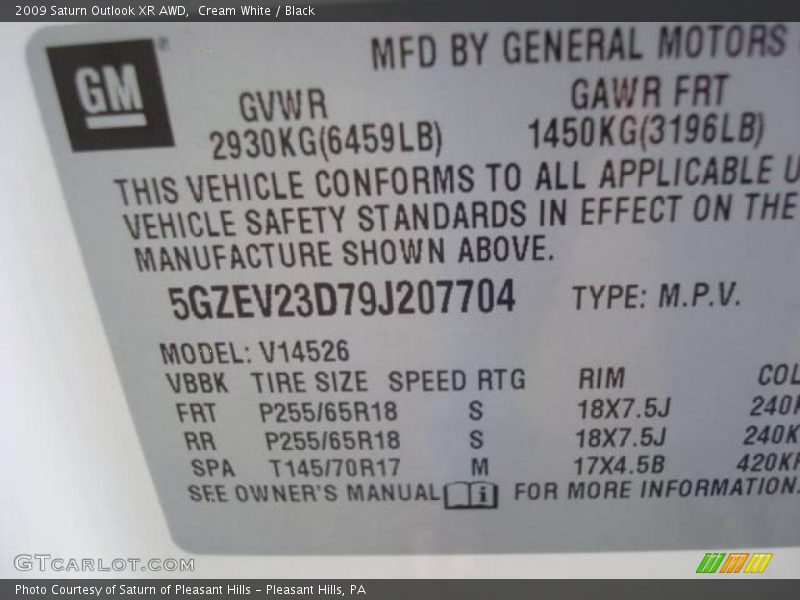 2009 Saturn Outlook XR AWD, Cream White / Black
GM ®
MFD BY GENERAL MOTORS
GVWR GAWR FRT
2930KG(6459LB) 1450KG(3196LB)
THIS VEHICLE CONFORMS TO ALL APPLICABLE U
VEHICLE SAFETY STANDARDS IN EFFECT ON THE
MANUFACTURE SHOWN ABOVE.
5GZEV23D79J207704 TYPE: M.P.V.
MODEL: V14526
VBBK TIRE SIZE SPEED RTG RIM COL
FRT P255/65R18 S 18X7.5J 240K
RR P255/65R18 S 18X7.5J 240K
SPA T145/70R17 M 17X4.5B 420K
SEE OWNER'S MANUAL i FOR MORE INFORMATION.
GTcarlot.com
Photo Courtesy of Saturn of Pleasant Hills - Pleasant Hills, PA